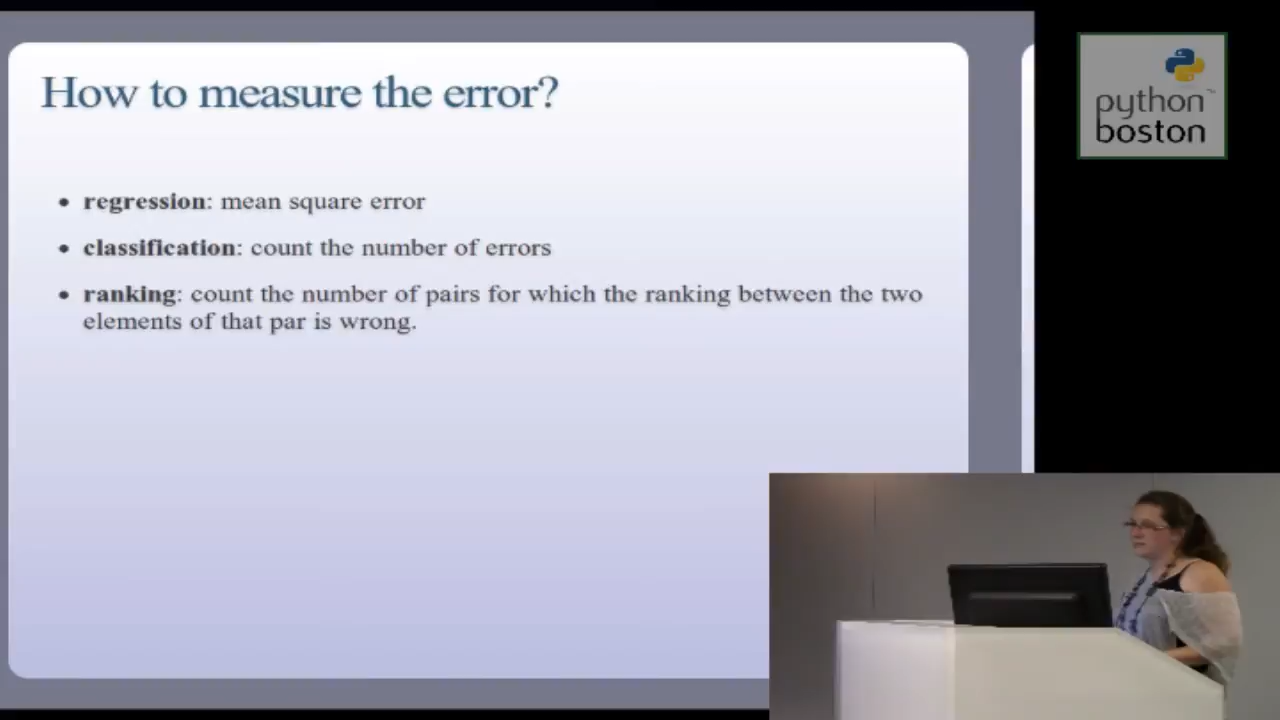 How to measure the error?
• regression: mean square error
• classification: count the number of errors
• ranking: count the number of pairs for which the ranking between the two
elements of that par is wrong.
python™
boston